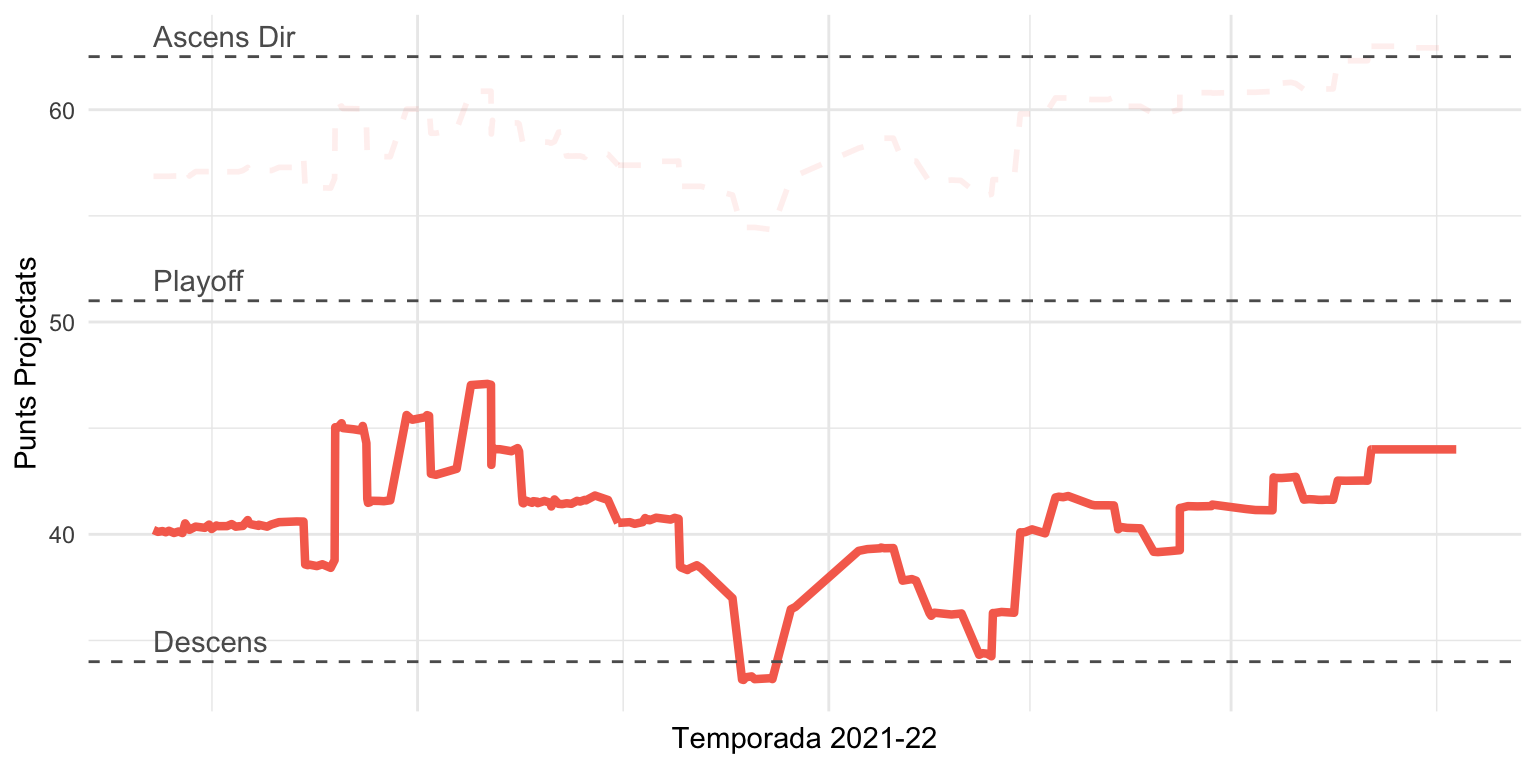 Ascens Dir
60
Playoff
50
Punts Projectats
40
Descens
Temporada 2021-22